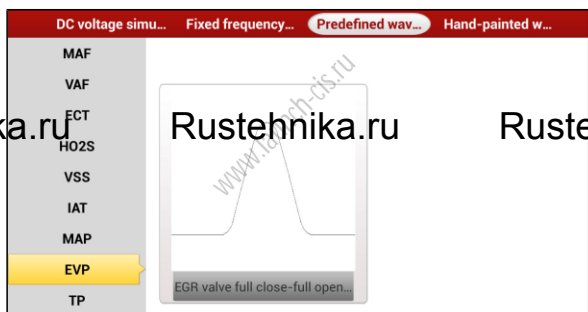 DC voltage simu... Fixed frequency... Predefined wav... Hand-painted w...
MAF
VAF
ECT
HO2S
VSS
IAT
MAP
EVP
TP
EGR valve full close-full open...
ka.ru Rustehnika.ru Ruste
www.launch-cis.ru